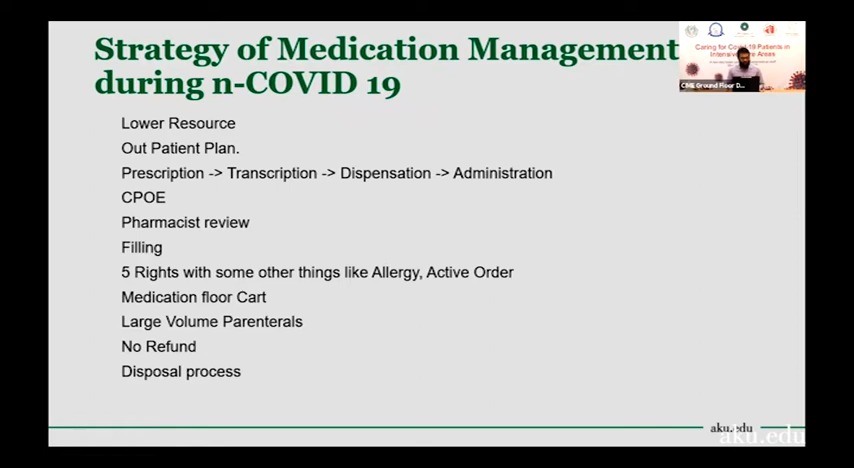 Strategy of Medication Management
during n-COVID 19
Caring for Covid 19 Patients in
Intensive Care Areas
CIME Ground Floor D...
Lower Resource
Out Patient Plan.
Prescription -> Transcription -> Dispensation -> Administration
CPOE
Pharmacist review
Filling
5 Rights with some other things like Allergy, Active Order
Medication floor Cart
Large Volume Parenterals
No Refund
Disposal process
aku.edu
aku.edu